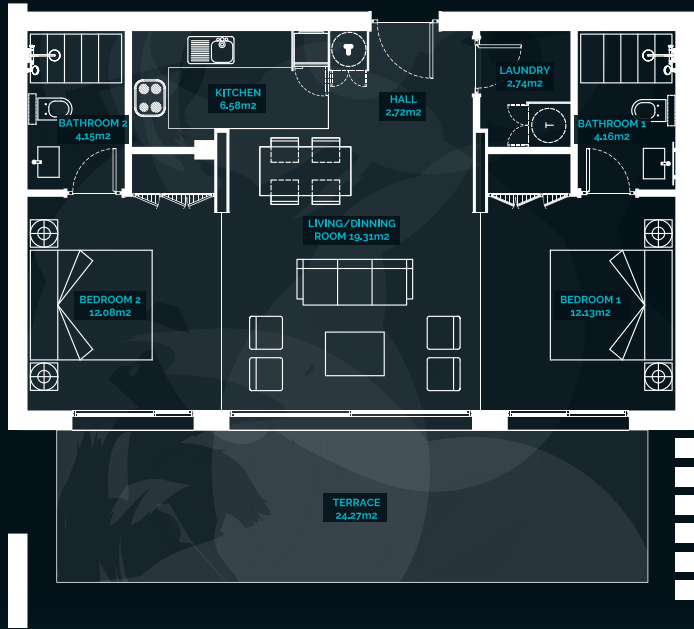 KITCHEN
6.58m2
HALL
2.72m2
LAUNDRY
2.74m2
BATHROOM 2
4.15m2
BATHROOM 1
4.16m2
T
T
LIVING/DINNING
ROOM 19.31m2
BEDROOM 2
12.08m2
BEDROOM 1
12.13m2
TERRACE
24.27m2